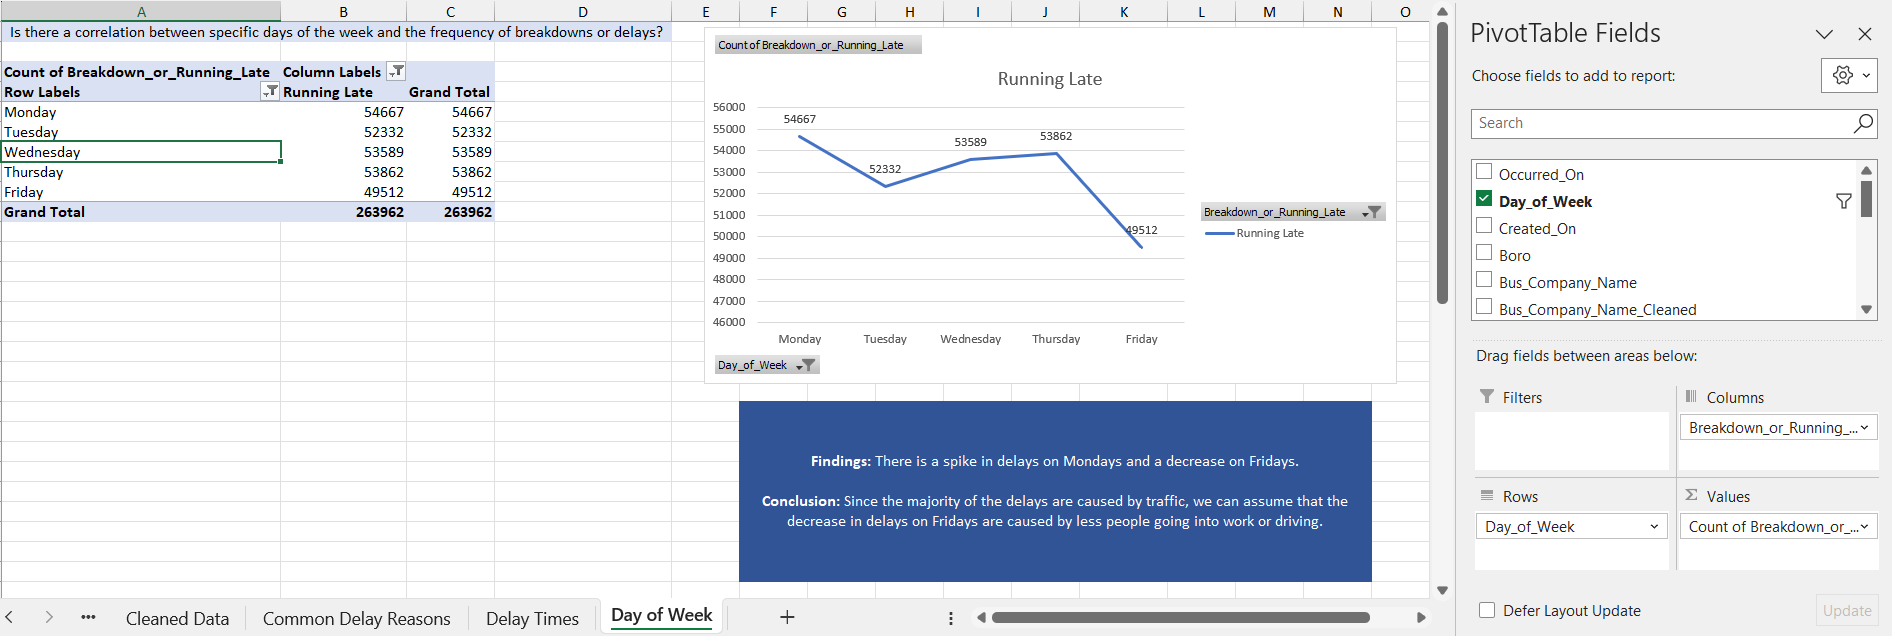 A B C D E F G H I J K L M N O
Is there a correlation between specific days of the week and the frequency of breakdowns or delays?
Count of Breakdown_or_Running_Late Column Labels
Row Labels Running Late Grand Total
Monday 54667 54667
Tuesday 52332 52332
Wednesday 53589 53589
Thursday 53862 53862
Friday 49512 49512
Grand Total 263962 263962
Count of Breakdown_or_Running_Late
Running Late
56000
55000
54000
53000
52000
51000
50000
49000
48000
47000
46000
54667
52332
53589
53862
49512
Monday Tuesday Wednesday Thursday Friday
Breakdown_or_Running_Late
Running Late
Day_of_Week
Findings: There is a spike in delays on Mondays and a decrease on Fridays.
Conclusion: Since the majority of the delays are caused by traffic, we can assume that the
decrease in delays on Fridays are caused by less people going into work or driving.
Cleaned Data Common Delay Reasons Delay Times Day of Week
PivotTable Fields
Choose fields to add to report:
Search
Occurred_On
Day_of_Week
Created_On
Boro
Bus_Company_Name
Bus_Company_Name_Cleaned
Drag fields between areas below:
Filters
Columns
Breakdown_or_Running_...
Rows
Day_of_Week
Σ Values
Count of Breakdown_or_...
Defer Layout Update
Update